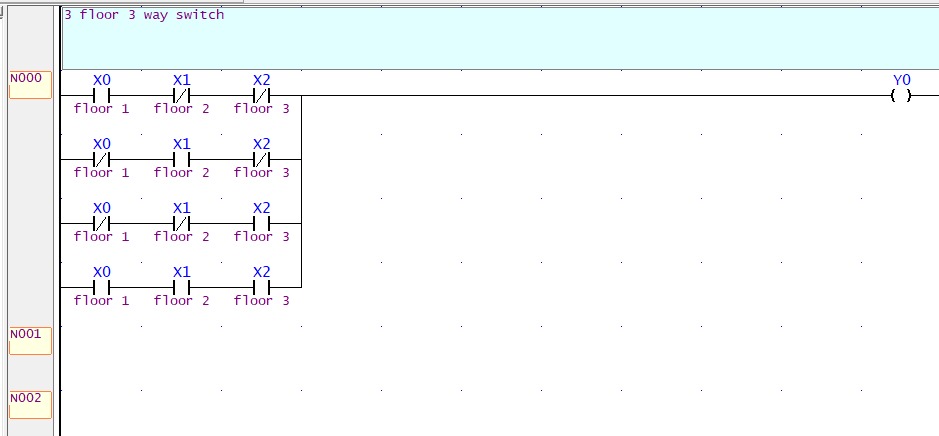 3 floor 3 way switch
N000
X0 X1 X2 Y0
floor 1 floor 2 floor 3
X0 X1 X2
floor 1 floor 2 floor 3
X0 X1 X2
floor 1 floor 2 floor 3
X0 X1 X2
floor 1 floor 2 floor 3
N001
N002